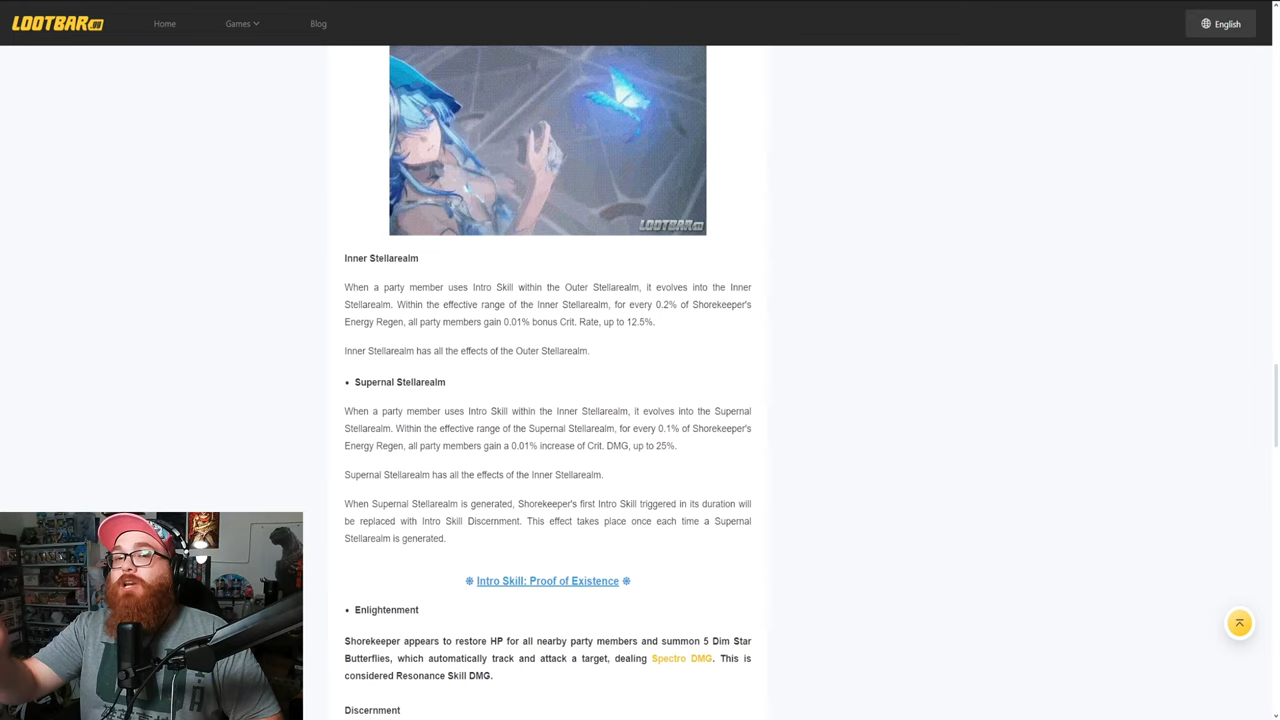 LOOTBAR.GG
Home
Games
Blog
English
LOOTBAR.GG
Inner Stellarealm
When a party member uses Intro Skill within the Outer Stellarealm, it evolves into the Inner
Stellarealm. Within the effective range of the Inner Stellarealm, for every 0.2% of Shorekeeper's
Energy Regen, all party members gain 0.01% bonus Crit. Rate, up to 12.5%.
Inner Stellarealm has all the effects of the Outer Stellarealm.
• Supernal Stellarealm
When a party member uses Intro Skill within the Inner Stellarealm, it evolves into the Supernal
Stellarealm. Within the effective range of the Supernal Stellarealm, for every 0.1% of Shorekeeper's
Energy Regen, all party members gain a 0.01% increase of Crit. DMG, up to 25%.
Supernal Stellarealm has all the effects of the Inner Stellarealm.
When Supernal Stellarealm is generated, Shorekeeper's first Intro Skill triggered in its duration will
be replaced with Intro Skill Discernment. This effect takes place once each time a Supernal
Stellarealm is generated.
❋ Intro Skill: Proof of Existence ❋
• Enlightenment
Shorekeeper appears to restore HP for all nearby party members and summon 5 Dim Star
Butterflies, which automatically track and attack a target, dealing Spectro DMG. This is
considered Resonance Skill DMG.
Discernment